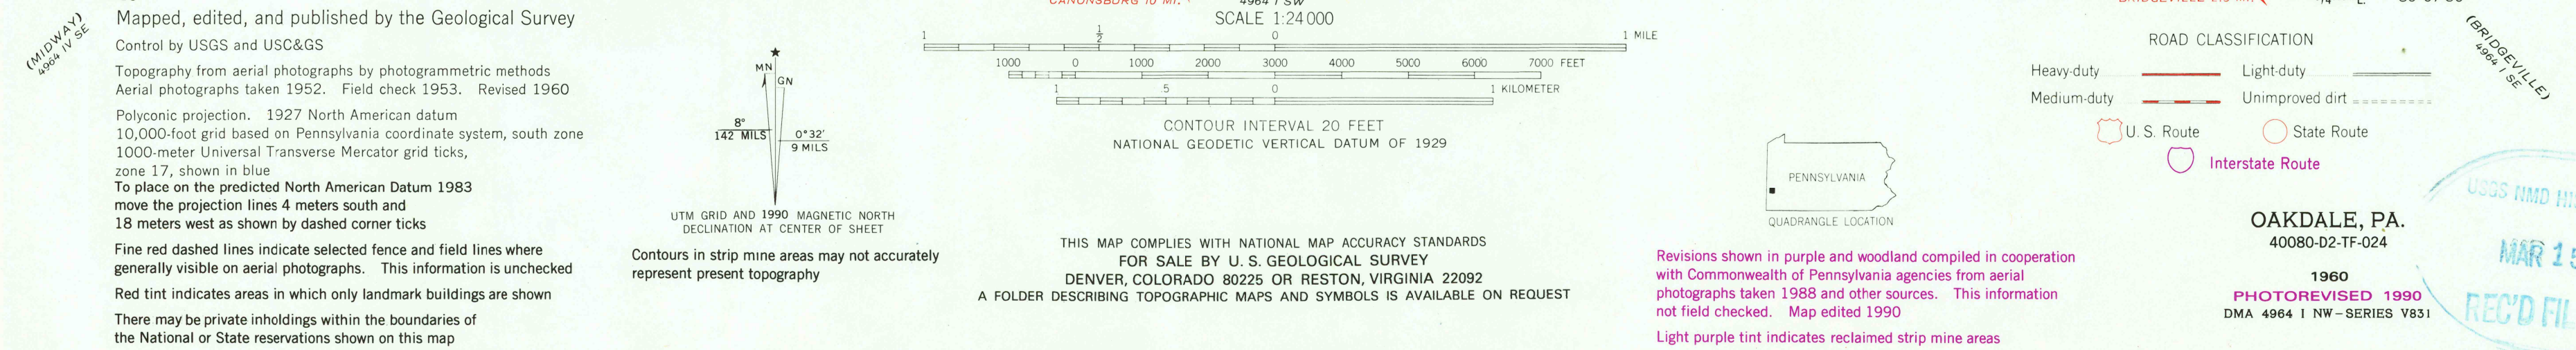 (MIDWAY)
4964 IV SE
Mapped, edited, and published by the Geological Survey
Control by USGS and USC&GS
Topography from aerial photographs by photogrammetric methods
Aerial photographs taken 1952. Field check 1953. Revised 1960
Polyconic projection. 1927 North American datum
10,000-foot grid based on Pennsylvania coordinate system, south zone
1000-meter Universal Transverse Mercator grid ticks,
zone 17, shown in blue
To place on the predicted North American Datum 1983
move the projection lines 4 meters south and
18 meters west as shown by dashed corner ticks
Fine red dashed lines indicate selected fence and field lines where
generally visible on aerial photographs. This information is unchecked
Red tint indicates areas in which only landmark buildings are shown
There may be private inholdings within the boundaries of
the National or State reservations shown on this map
MN
GN
8°
142 MILS
0°32′
9 MILS
UTM GRID AND 1990 MAGNETIC NORTH
DECLINATION AT CENTER OF SHEET
Contours in strip mine areas may not accurately
represent present topography
CANONSBURG 10 MI.
4964 I SW
SCALE 1:24 000
1 ½ 0 1 MILE
1000 0 1000 2000 3000 4000 5000 6000 7000 FEET
1 .5 0 1 KILOMETER
CONTOUR INTERVAL 20 FEET
NATIONAL GEODETIC VERTICAL DATUM OF 1929
THIS MAP COMPLIES WITH NATIONAL MAP ACCURACY STANDARDS
FOR SALE BY U. S. GEOLOGICAL SURVEY
DENVER, COLORADO 80225 OR RESTON, VIRGINIA 22092
A FOLDER DESCRIBING TOPOGRAPHIC MAPS AND SYMBOLS IS AVAILABLE ON REQUEST
PENNSYLVANIA
QUADRANGLE LOCATION
Revisions shown in purple and woodland compiled in cooperation
with Commonwealth of Pennsylvania agencies from aerial
photographs taken 1988 and other sources. This information
not field checked. Map edited 1990
Light purple tint indicates reclaimed strip mine areas
ROAD CLASSIFICATION
Heavy-duty Light-duty
Medium-duty Unimproved dirt
U. S. Route State Route
Interstate Route
(BRIDGEVILLE)
4964 I SE
OAKDALE, PA.
40080-D2-TF-024
1960
PHOTOREVISED 1990
DMA 4964 I NW–SERIES V831
USGS NMD
MAR 15
REC'D